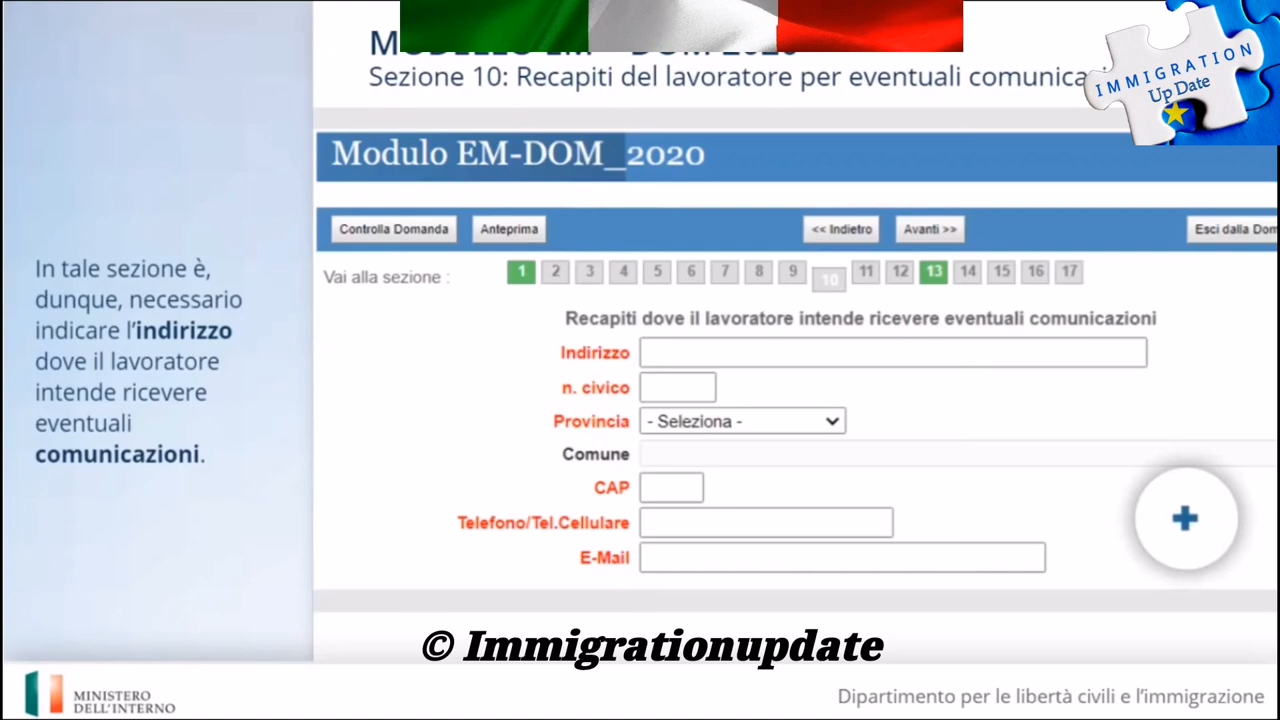 Sezione 10: Recapiti del lavoratore per eventuali
IMMIGRATION
Up Date
Modulo EM-DOM_2020
Controlla Domanda
Anteprima
<< Indietro
Avanti >>
Esci dalla Dom
Vai alla sezione :
1 2 3 4 5 6 7 8 9 10 11 12 13 14 15 16 17
In tale sezione è,
dunque, necessario
indicare l'indirizzo
dove il lavoratore
intende ricevere
eventuali
comunicazioni.
Recapiti dove il lavoratore intende ricevere eventuali comunicazioni
Indirizzo
n. civico
Provincia
- Seleziona -
Comune
CAP
Telefono/Tel.Cellulare
E-Mail
© Immigrationupdate
MINISTERO
DELL'INTERNO
Dipartimento per le libertà civili e l'immigrazione